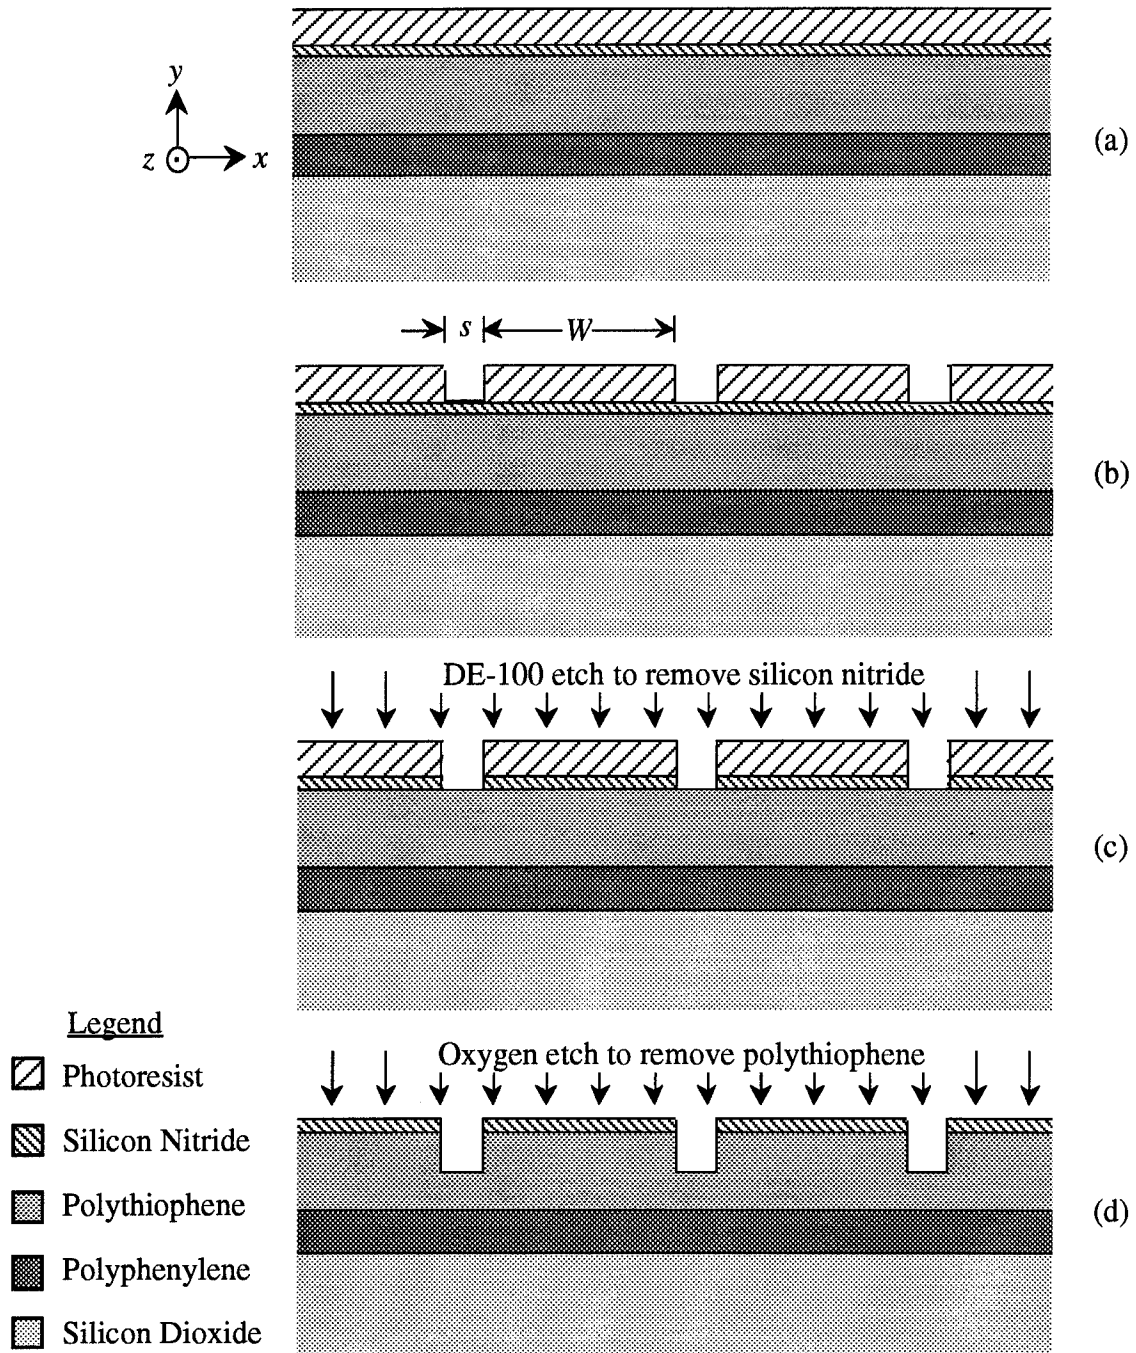 y
z
x
(a)
s
W
(b)
DE-100 etch to remove silicon nitride
(c)
Oxygen etch to remove polythiophene
(d)
Legend
Photoresist
Silicon Nitride
Polythiophene
Polyphenylene
Silicon Dioxide